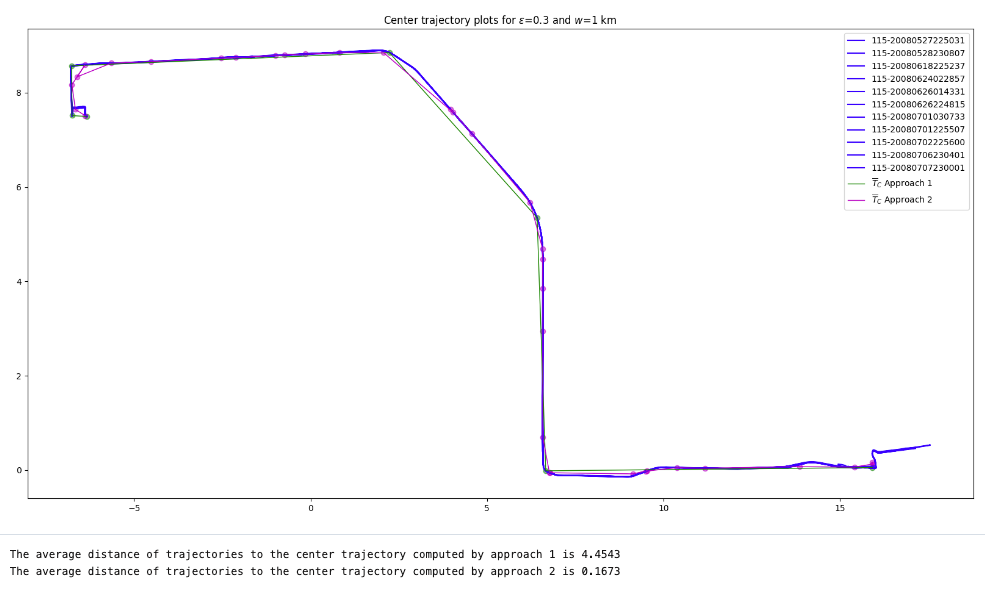 Center trajectory plots for ε=0.3 and w=1 km
115-20080527225031
115-20080528230807
115-20080618225237
115-20080624022857
115-20080626014331
115-20080626224815
115-20080701030733
115-20080701225507
115-20080702225600
115-20080706230401
115-20080707230001
T̅_C Approach 1
T̅_C Approach 2
8
6
4
2
0
−5 0 5 10 15
The average distance of trajectories to the center trajectory computed by approach 1 is 4.4543
The average distance of trajectories to the center trajectory computed by approach 2 is 0.1673